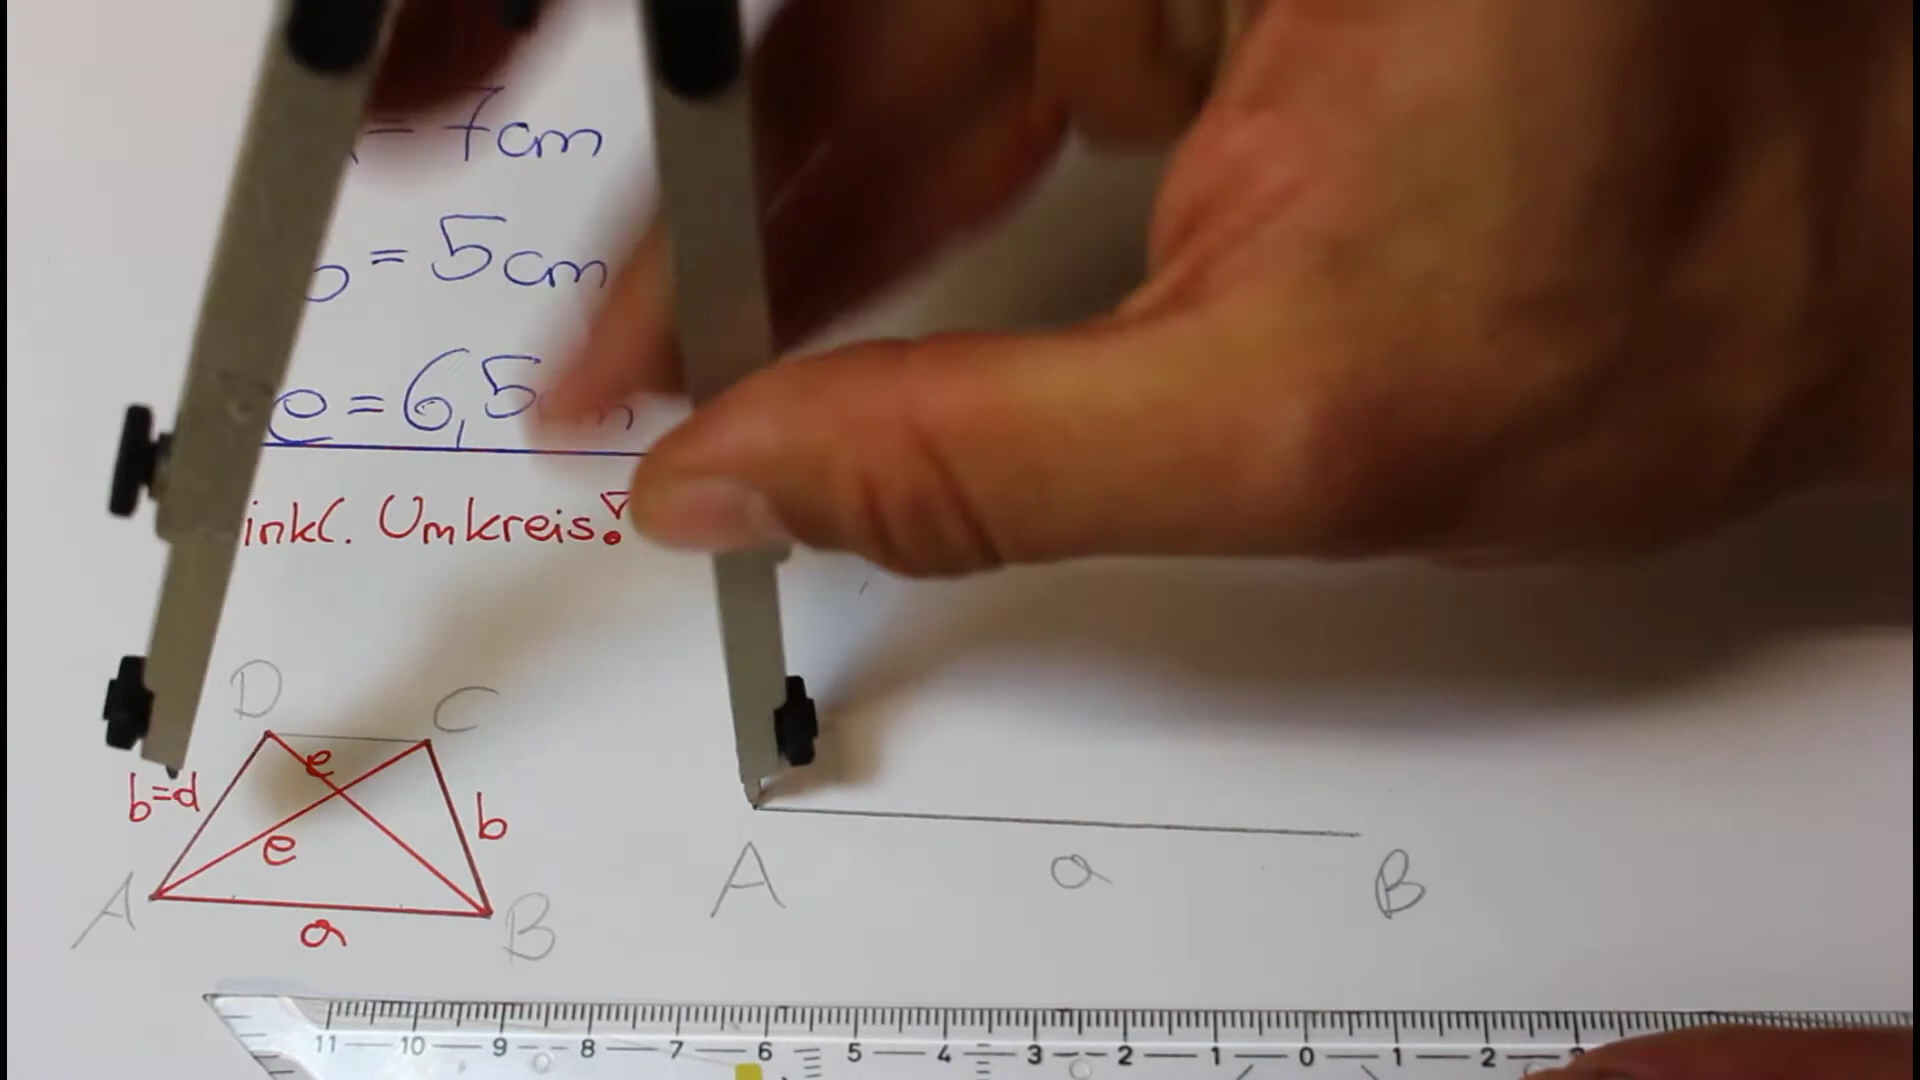 = 7cm
b = 5cm
e = 6,5
inkl. Umkreis!
D
C
e
b=d
e
b
A
B
a
A
a
B
11 10 9 8 7 6 5 4 3 2 1 0 1 2